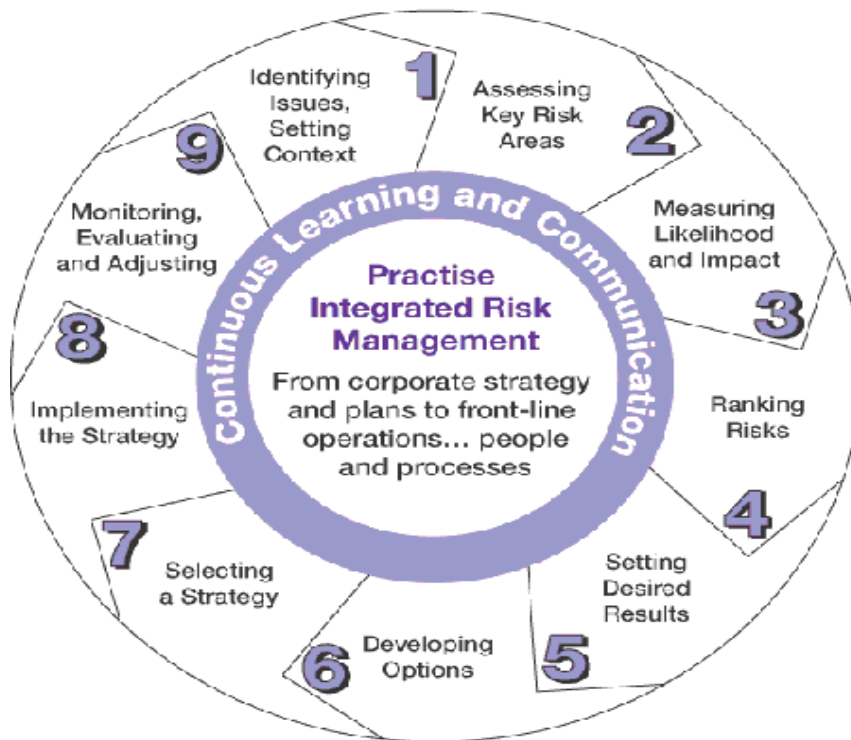 1
Identifying
Issues,
Setting
Context
2
Assessing
Key Risk
Areas
3
Measuring
Likelihood
and Impact
4
Ranking
Risks
5
Setting
Desired
Results
6
Developing
Options
7
Selecting
a Strategy
8
Implementing
the Strategy
9
Monitoring,
Evaluating
and Adjusting
Continuous Learning and Communication
Practise
Integrated Risk
Management
From corporate strategy
and plans to front-line
operations... people
and processes